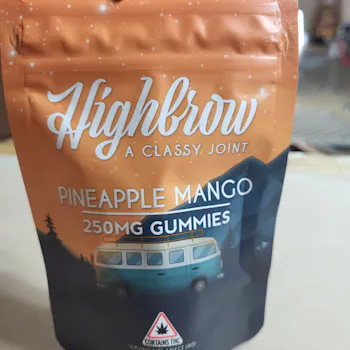 Highbrow
A CLASSY JOINT
PINEAPPLE MANGO
250MG GUMMIES
CONTAINS THC